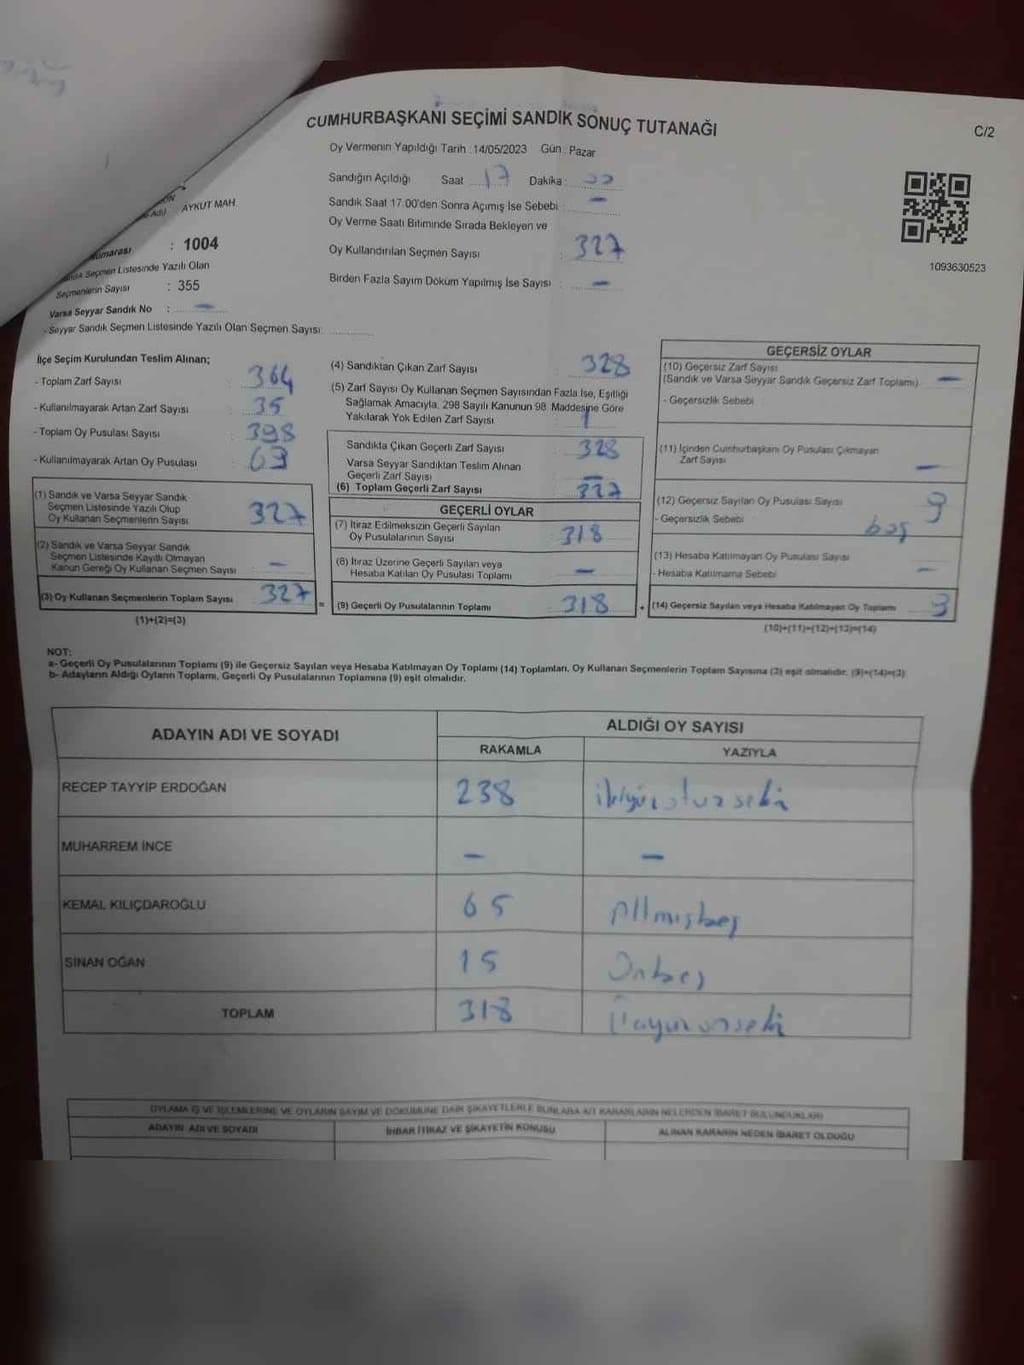 CUMHURBAŞKANI SEÇİMİ SANDIK SONUÇ TUTANAĞI
C/2
Oy Vermenin Yapıldığı Tarih : 14/05/2023 Gün : Pazar
Sandığın Açıldığı Saat 17 Dakika :
Sandık Saat 17:00'den Sonra Açımış İse Sebebi : –
Oy Verme Saati Bitiminde Sırada Bekleyen ve
Oy Kullandırılan Seçmen Sayısı : 327
Birden Fazla Sayım Döküm Yapılmış İse Sayısı : –
1093630523
AYKUT MAH
: 1004
Seçmen Listesinde Yazılı Olan
Seçmenlerin Sayısı : 355
Varsa Seyyar Sandık No : –
- Seyyar Sandık Seçmen Listesinde Yazılı Olan Seçmen Sayısı:
İlçe Seçim Kurulundan Teslim Alınan;
- Toplam Zarf Sayısı : 364
- Kullanılmayarak Artan Zarf Sayısı : 35
- Toplam Oy Pusulası Sayısı : 398
- Kullanılmayarak Artan Oy Pusulası : 69
(1) Sandık ve Varsa Seyyar Sandık
Seçmen Listesinde Yazılı Olup
Oy Kullanan Seçmenlerin Sayısı : 327
(2) Sandık ve Varsa Seyyar Sandık
Seçmen Listesinde Kayıtlı Olmayan
Kanun Gereği Oy Kullanan Seçmen Sayısı : –
(3) Oy Kullanan Seçmenlerin Toplam Sayısı : 327
(1)+(2)=(3)
(4) Sandıktan Çıkan Zarf Sayısı : 328
(5) Zarf Sayısı Oy Kullanan Seçmen Sayısından Fazla İse, Eşitliği
Sağlamak Amacıyla, 298 Sayılı Kanunun 98. Maddesine Göre
Yakılarak Yok Edilen Zarf Sayısı : 1
Sandıkta Çıkan Geçerli Zarf Sayısı : 328
Varsa Seyyar Sandıktan Teslim Alınan
Geçerli Zarf Sayısı : –
(6) Toplam Geçerli Zarf Sayısı : 327
GEÇERLİ OYLAR
(7) İtiraz Edilmeksizin Geçerli Sayılan
Oy Pusulalarının Sayısı : 318
(8) İtiraz Üzerine Geçerli Sayılan veya
Hesaba Katılan Oy Pusulası Toplamı : –
= (9) Geçerli Oy Pusulalarının Toplamı : 318
GEÇERSİZ OYLAR
(10) Geçersiz Zarf Sayısı
(Sandık ve Varsa Seyyar Sandık Geçersiz Zarf Toplamı) : –
- Geçersizlik Sebebi :
(11) İçinden Cumhurbaşkanı Oy Pusulası Çıkmayan
Zarf Sayısı : –
(12) Geçersiz Sayılan Oy Pusulası Sayısı : 9
- Geçersizlik Sebebi : boş
(13) Hesaba Katılmayan Oy Pusulası Sayısı : –
- Hesaba Katılmama Sebebi :
+ (14) Geçersiz Sayılan veya Hesaba Katılmayan Oy Toplamı : 9
(10)+(11)+(12)+(13)=(14)
NOT:
a- Geçerli Oy Pusulalarının Toplamı (9) ile Geçersiz Sayılan veya Hesaba Katılmayan Oy Toplamı (14) Toplamları, Oy Kullanan Seçmenlerin Toplam Sayısına (3) eşit olmalıdır. (9)+(14)=(3)
b- Adayların Aldığı Oyların Toplamı, Geçerli Oy Pusulalarının Toplamına (9) eşit olmalıdır.
ADAYIN ADI VE SOYADI
ALDIĞI OY SAYISI
RAKAMLA YAZIYLA
RECEP TAYYİP ERDOĞAN 238 ikiyüzotuzsekiz
MUHARREM İNCE – –
KEMAL KILIÇDAROĞLU 65 Altmışbeş
SİNAN OĞAN 15 Onbeş
TOPLAM 318 Üçyüzonsekiz
OYLAMA İŞ VE İŞLEMLERİNE VE OYLARIN SAYIM VE DÖKÜMÜNE DAİR ŞİKAYETLERLE BUNLARA AİT KARARLARIN NELERDEN İBARET BULUNDUKLARI
ADAYIN ADI VE SOYADI İHBAR İTİRAZ VE ŞİKAYETİN KONUSU ALINAN KARARIN NEDEN İBARET OLDUĞU